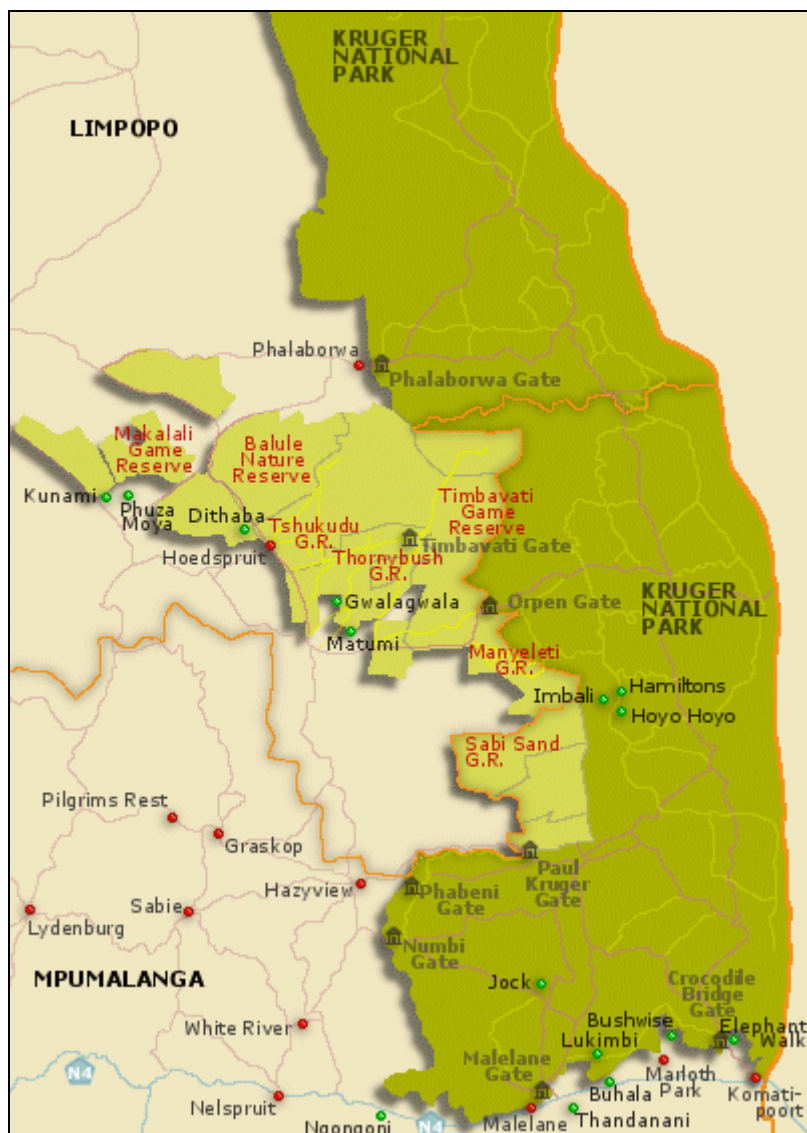 KRUGER
NATIONAL
PARK
LIMPOPO
Phalaborwa
Phalaborwa Gate
Makalali
Game
Reserve
Balule
Nature
Reserve
Kunami
Phuza
Moya
Dithaba
Tshukudu
G.R.
Timbavati
Game
Reserve
Hoedspruit
Thornybush
G.R.
Timbavati Gate
Gwalagwala
Orpen Gate
KRUGER
NATIONAL
PARK
Matumi
Manyeleti
G.R.
Imbali
Hamiltons
Hoyo Hoyo
Sabi Sand
G.R.
Pilgrims Rest
Graskop
Hazyview
Paul
Kruger
Gate
Phabeni
Gate
Sabie
Lydenburg
Numbi
Gate
MPUMALANGA
Jock
Crocodile
Bridge
Gate
White River
Bushwise
Elephant
Walk
Lukimbi
Malelane
Gate
Marloth
Park
N4
Buhala
Komati-
poort
Nelspruit
Malelane
Thandanani
Ngongoni
N4